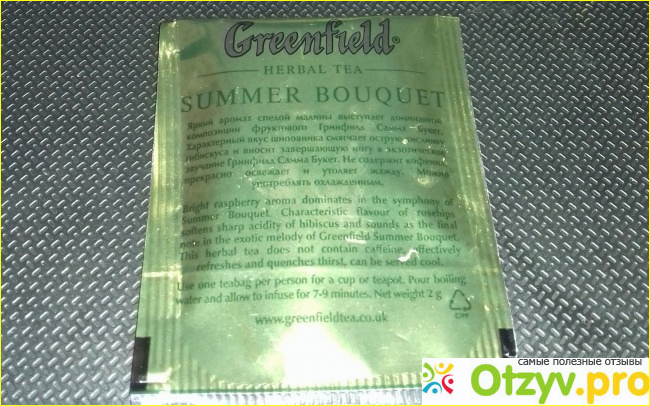 Greenfield®
HERBAL TEA
SUMMER BOUQUET
Яркий аромат спелой малины выступает доминантой
композиции фруктового Гринфилд Самма Букет.
Характерный вкус шиповника смягчает острую кислинку
гибискуса и вносит завершающую ноту в экзотическое
звучание Гринфилд Самма Букет. Не содержит кофеина,
прекрасно освежает и утоляет жажду. Можно
употреблять охлажденным.
Bright raspberry aroma dominates in the symphony of
Summer Bouquet. Characteristic flavour of rosehips
softens sharp acidity of hibiscus and sounds as the final
note in the exotic melody of Greenfield Summer Bouquet.
This herbal tea does not contain caffeine, effectively
refreshes and quenches thirst, can be served cool.
Use one teabag per person for a cup or teapot. Pour boiling
water and allow to infuse for 7-9 minutes. Net weight 2 g
C/PP
www.greenfieldtea.co.uk
самые полезные отзывы
Otzyv.pro